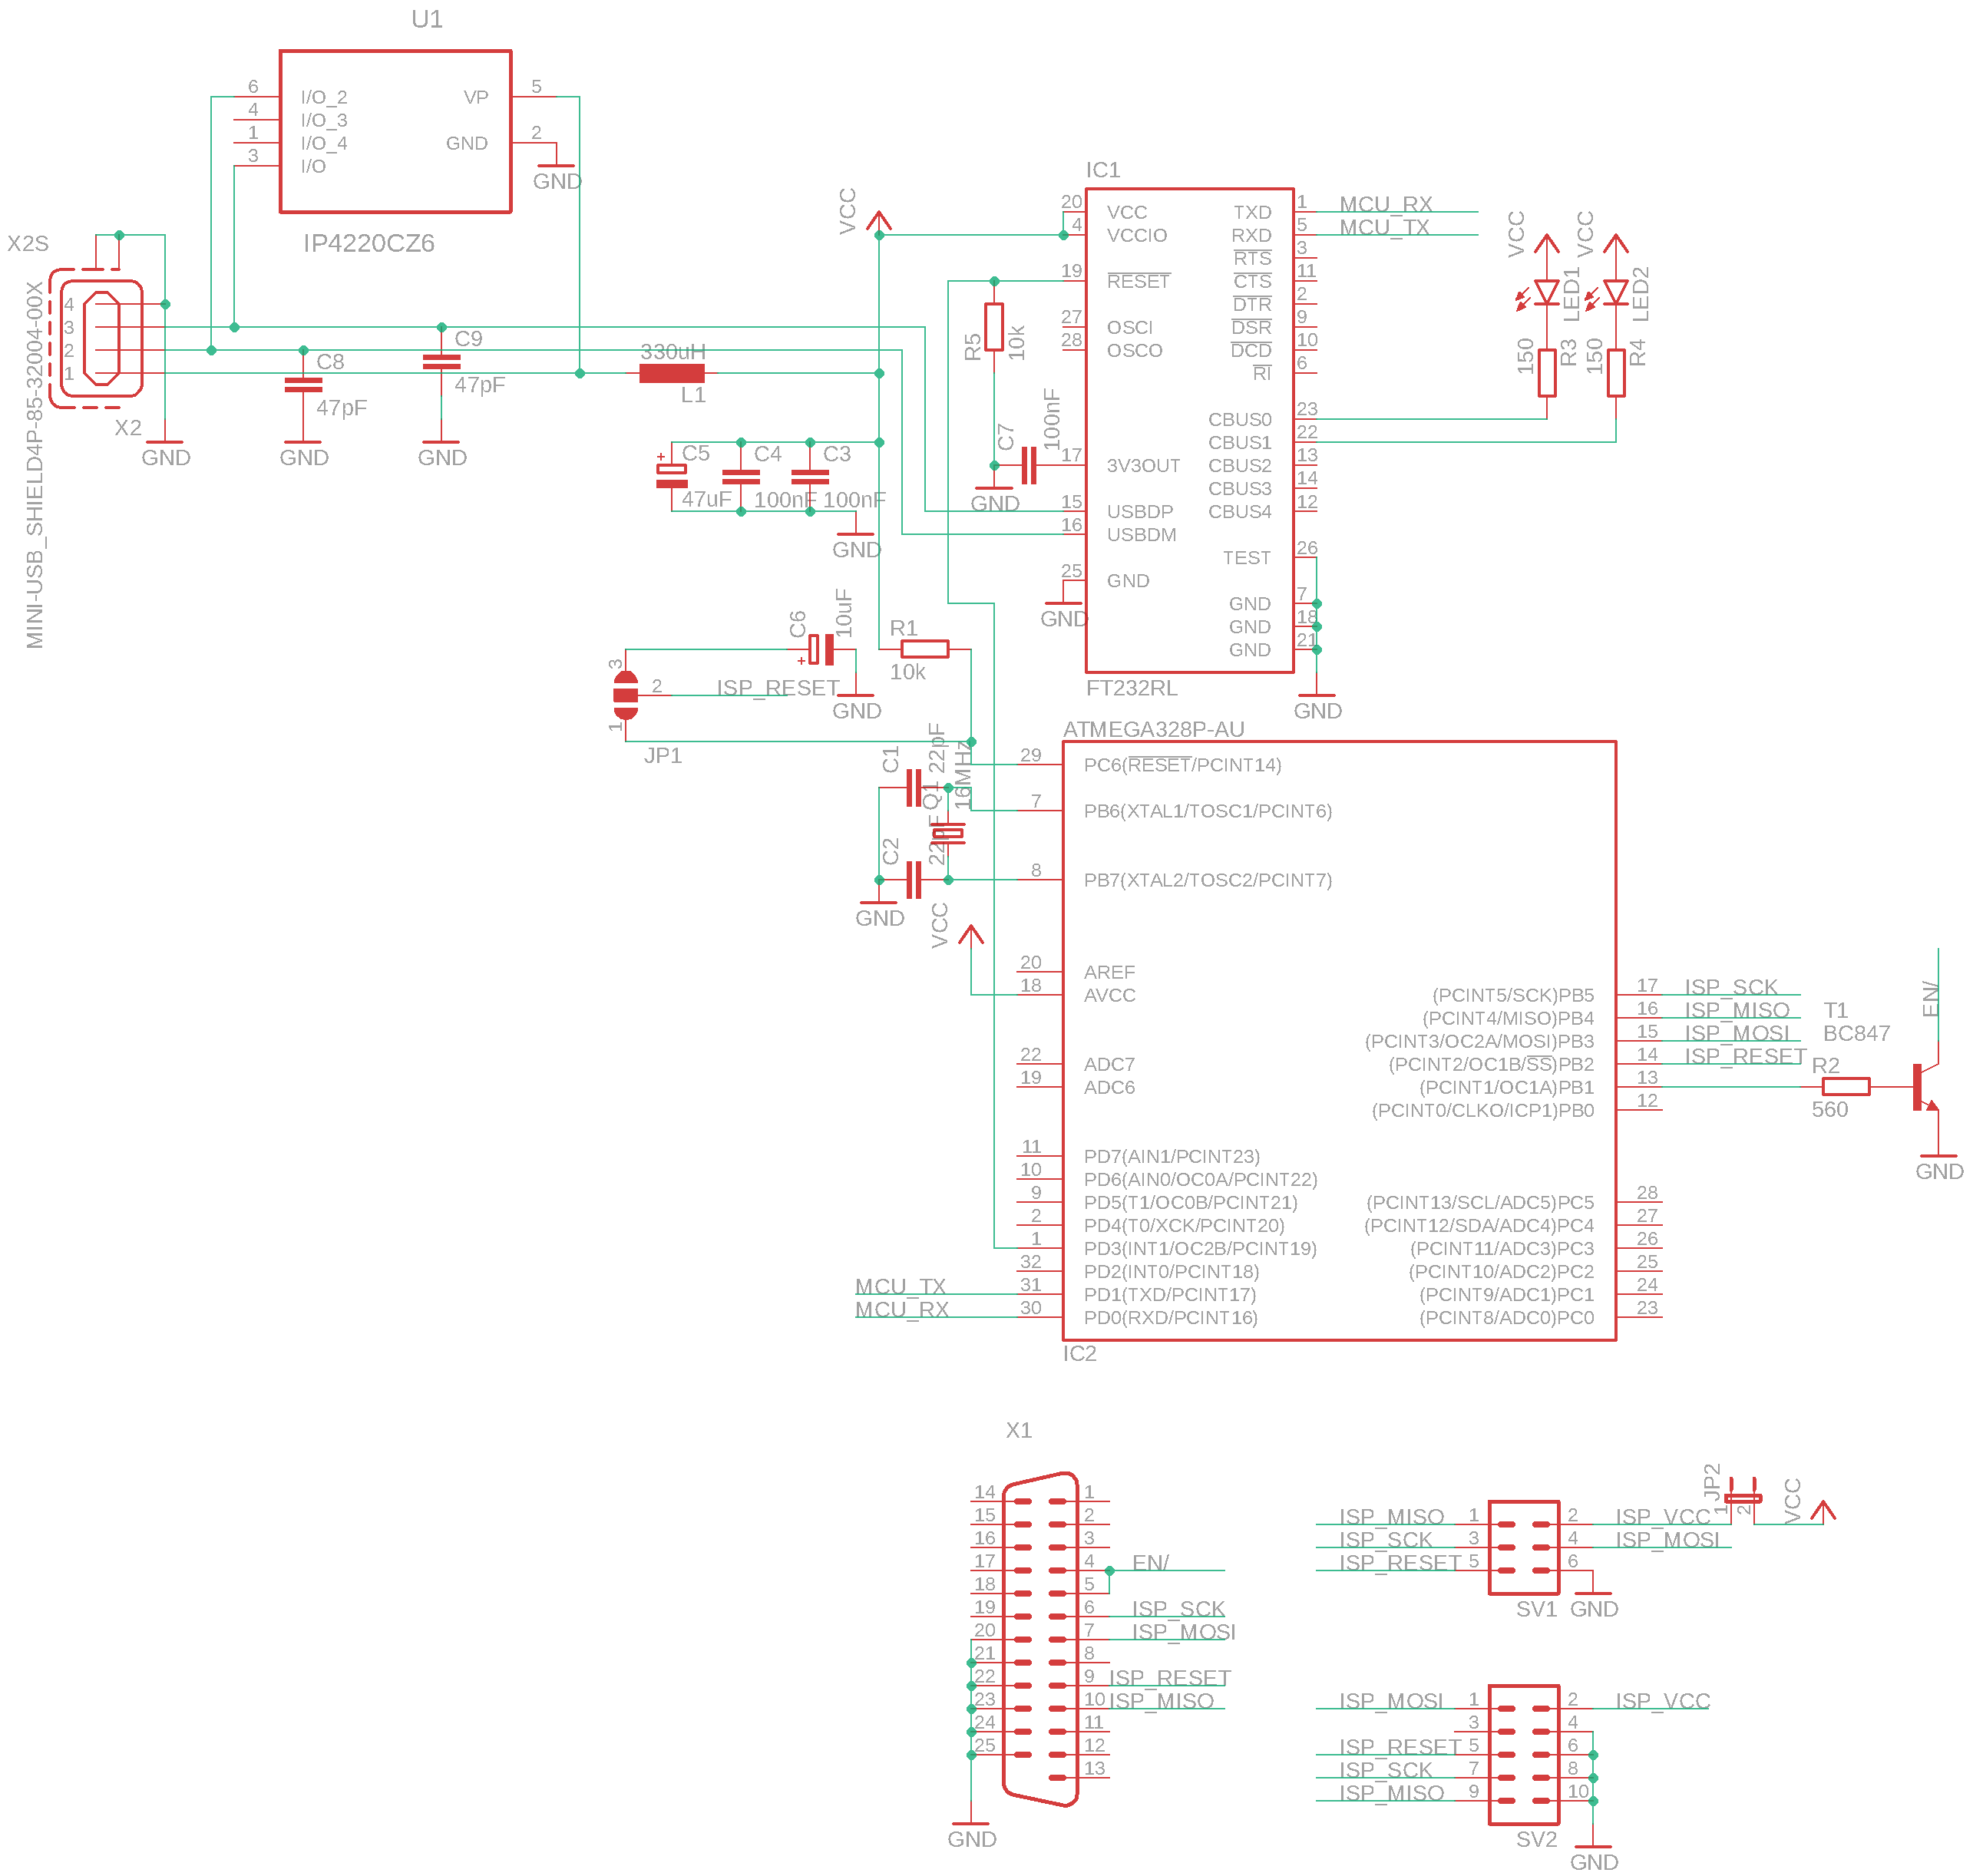 U1
6 I/O_2 VP 5
4 I/O_3
1 I/O_4 GND 2
3 I/O
GND
IP4220CZ6
X2S
4
3
2
1
X2
MINI-USB_SHIELD4P-85-32004-00X
GND
C8
47pF
GND
C9
47pF
GND
330uH
L1
VCC
C5
47uF
C4
100nF
C3
100nF
GND
IC1
20 VCC TXD 1 MCU_RX
4 VCCIO RXD 5 MCU_TX
RTS 3
19 RESET CTS 11
DTR 2
27 OSCI DSR 9
28 OSCO DCD 10
RI 6
CBUS0 23
CBUS1 22
17 3V3OUT CBUS2 13
CBUS3 14
15 USBDP CBUS4 12
16 USBDM
TEST 26
25 GND
GND 7
GND 18
GND 21
GND
FT232RL
GND
R5
10k
C7
100nF
GND
VCC
LED1
150
R3
VCC
LED2
150
R4
C6
10uF
GND
R1
10k
3
2 ISP_RESET
1
JP1
C1
22pF
Q1
16MHz
C2
22pF
GND
VCC
ATMEGA328P-AU
29 PC6(RESET/PCINT14)
7 PB6(XTAL1/TOSC1/PCINT6)
8 PB7(XTAL2/TOSC2/PCINT7)
20 AREF
18 AVCC (PCINT5/SCK)PB5 17 ISP_SCK
(PCINT4/MISO)PB4 16 ISP_MISO
(PCINT3/OC2A/MOSI)PB3 15 ISP_MOSI
22 ADC7 (PCINT2/OC1B/SS)PB2 14 ISP_RESET
19 ADC6 (PCINT1/OC1A)PB1 13
(PCINT0/CLKO/ICP1)PB0 12
11 PD7(AIN1/PCINT23)
10 PD6(AIN0/OC0A/PCINT22)
9 PD5(T1/OC0B/PCINT21) (PCINT13/SCL/ADC5)PC5 28
2 PD4(T0/XCK/PCINT20) (PCINT12/SDA/ADC4)PC4 27
1 PD3(INT1/OC2B/PCINT19) (PCINT11/ADC3)PC3 26
32 PD2(INT0/PCINT18) (PCINT10/ADC2)PC2 25
MCU_TX 31 PD1(TXD/PCINT17) (PCINT9/ADC1)PC1 24
MCU_RX 30 PD0(RXD/PCINT16) (PCINT8/ADC0)PC0 23
IC2
T1
BC847
R2
560
EN/
GND
X1
14 1
15 2
16 3
17 4 EN/
18 5
19 6 ISP_SCK
20 7 ISP_MOSI
21 8
22 9 ISP_RESET
23 10 ISP_MISO
24 11
25 12
13
GND
JP2
1
2
VCC
ISP_MISO 1 2 ISP_VCC
ISP_SCK 3 4 ISP_MOSI
ISP_RESET 5 6
SV1 GND
ISP_MOSI 1 2 ISP_VCC
3 4
ISP_RESET 5 6
ISP_SCK 7 8
ISP_MISO 9 10
SV2
GND